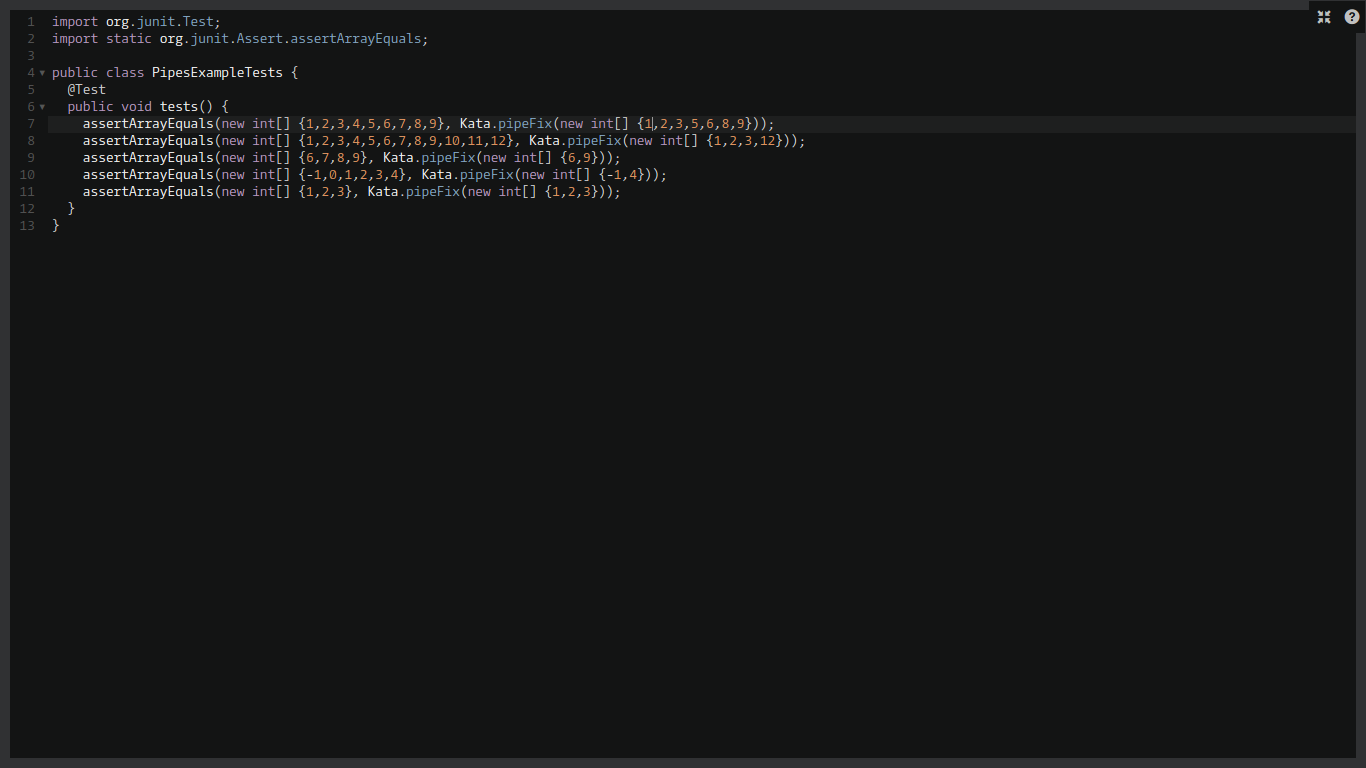 1 import org.junit.Test;
2 import static org.junit.Assert.assertArrayEquals;
3
4 public class PipesExampleTests {
5   @Test
6   public void tests() {
7     assertArrayEquals(new int[] {1,2,3,4,5,6,7,8,9}, Kata.pipeFix(new int[] {1,2,3,5,6,8,9}));
8     assertArrayEquals(new int[] {1,2,3,4,5,6,7,8,9,10,11,12}, Kata.pipeFix(new int[] {1,2,3,12}));
9     assertArrayEquals(new int[] {6,7,8,9}, Kata.pipeFix(new int[] {6,9}));
10     assertArrayEquals(new int[] {-1,0,1,2,3,4}, Kata.pipeFix(new int[] {-1,4}));
11     assertArrayEquals(new int[] {1,2,3}, Kata.pipeFix(new int[] {1,2,3}));
12   }
13 }